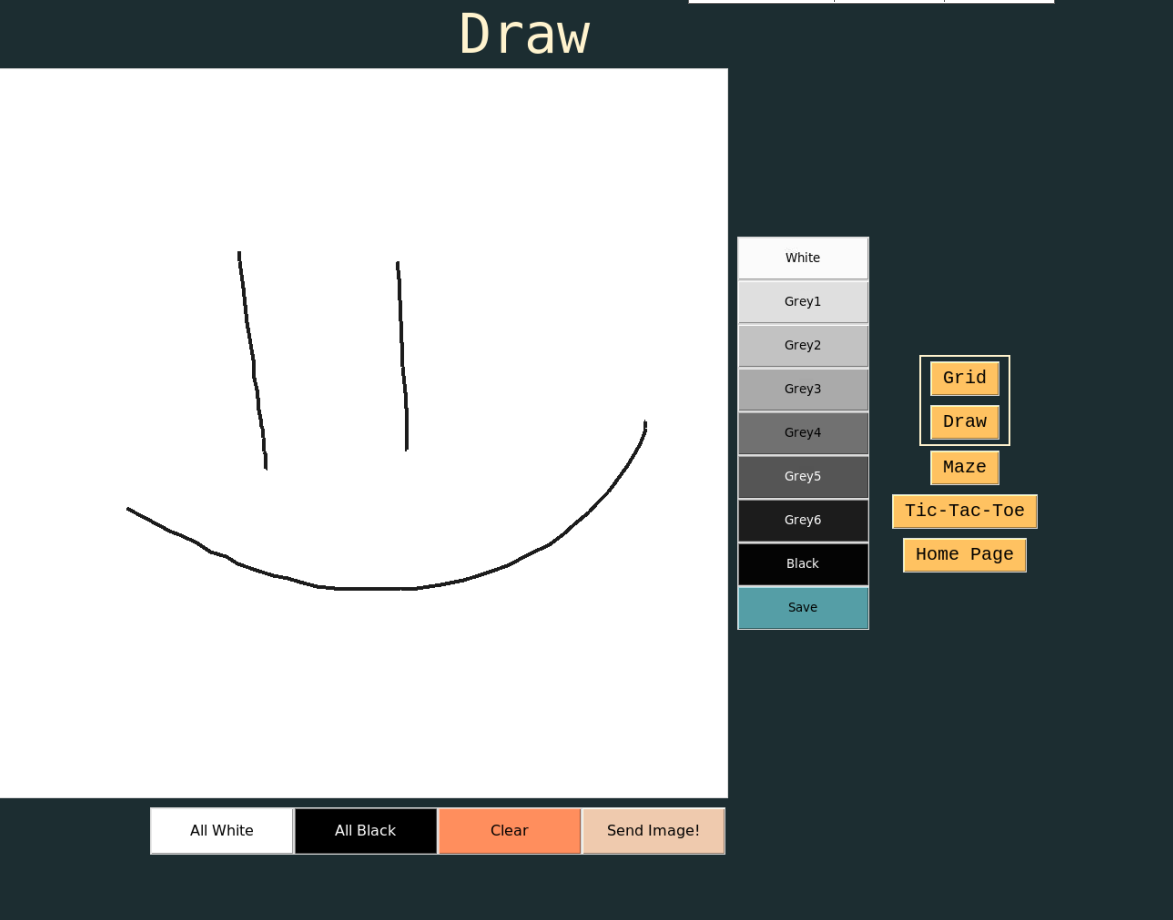 Draw
White
Grey1
Grey2
Grey3
Grey4
Grey5
Grey6
Black
Save
Grid
Draw
Maze
Tic-Tac-Toe
Home Page
All White
All Black
Clear
Send Image!